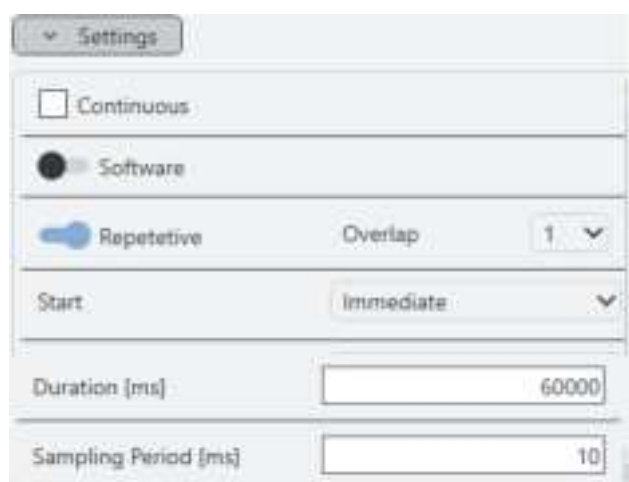 Settings
Continuous
Software
Repetetive Overlap 1
Start Immediate
Duration [ms] 60000
Sampling Period [ms] 10